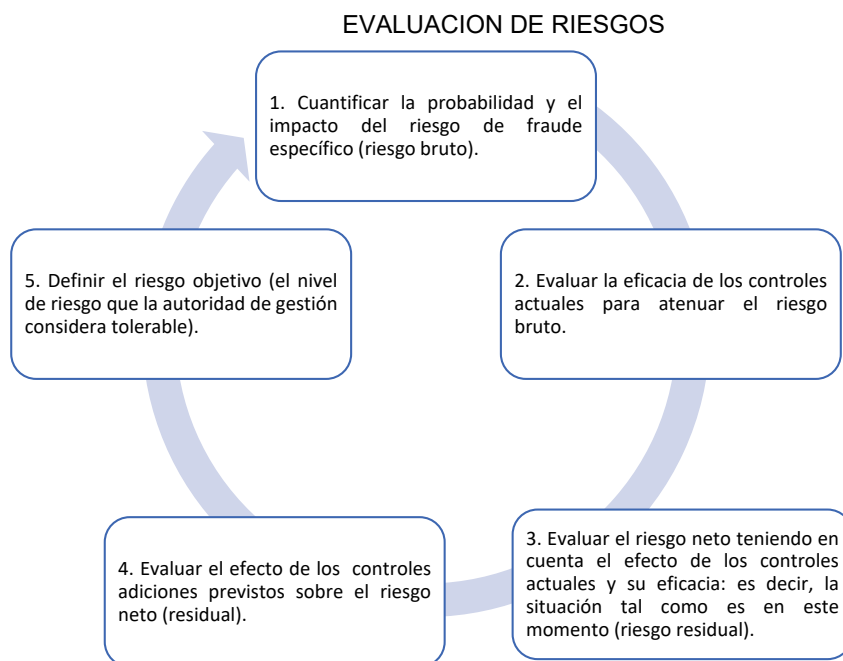 EVALUACION DE RIESGOS
1. Cuantificar la probabilidad y el
impacto del riesgo de fraude
específico (riesgo bruto).
2. Evaluar la eficacia de los controles
actuales para atenuar el riesgo
bruto.
3. Evaluar el riesgo neto teniendo en
cuenta el efecto de los controles
actuales y su eficacia: es decir, la
situación tal como es en este
momento (riesgo residual).
4. Evaluar el efecto de los controles
adiciones previstos sobre el riesgo
neto (residual).
5. Definir el riesgo objetivo (el nivel
de riesgo que la autoridad de gestión
considera tolerable).